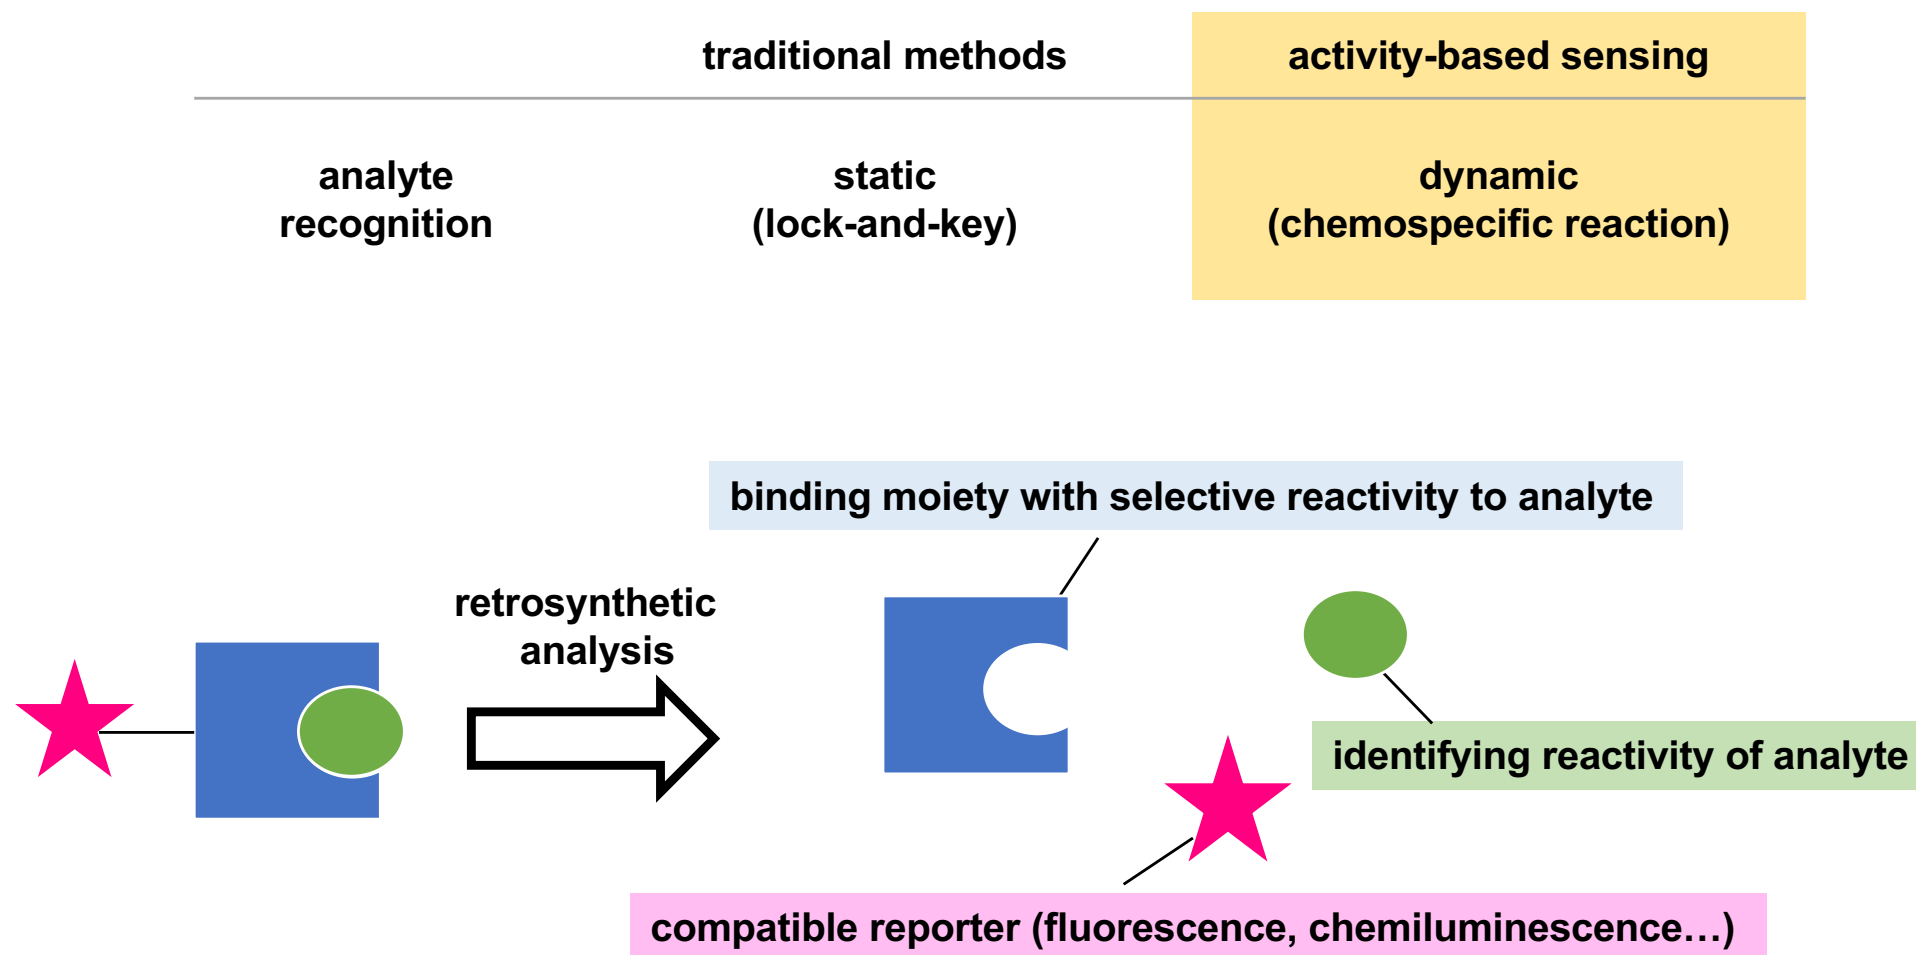 traditional methods
activity-based sensing
analyte
recognition
static
(lock-and-key)
dynamic
(chemospecific reaction)
binding moiety with selective reactivity to analyte
retrosynthetic
analysis
identifying reactivity of analyte
compatible reporter (fluorescence, chemiluminescence…)